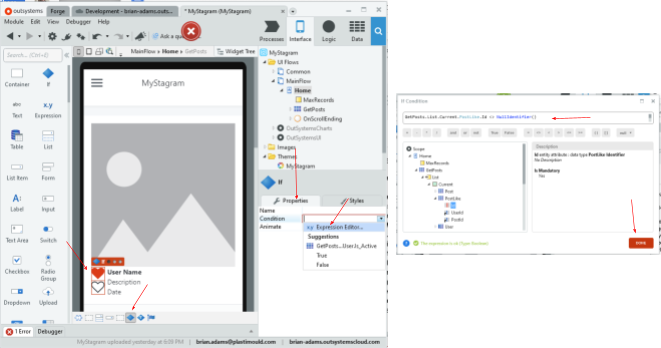 outsystems Forge Development - brian-adams.outs... * MyStagram (MyStagram)
Module Edit View Debugger Help
Ask a qu
Processes Interface Logic Data
Search... (Ctrl+E)
MainFlow ▸ Home ▸ GetPosts Widget Tree
Container If
Text Expression
Table List
List Item Form
Label Input
Text Area Switch
Checkbox Radio Group
Dropdown Upload
MyStagram
User Name
Description
Date
MyStagram
UI Flows
Common
MainFlow
Home
MaxRecords
GetPosts
OnScrollEnding
OutSystemsCharts
OutSystemsUI
Images
Themes
MyStagram
If
Properties Styles
Name
Condition
Animate
x.y Expression Editor...
Suggestions
GetPosts...User.Is_Active
True
False
1 Error Debugger
MyStagram uploaded yesterday at 6:09 PM brian.adams@plastimould.com brian-adams.outsystemscloud.com
If Condition
GetPosts.List.Current.PostLike.Id <> NullIdentifier()
Scope
Home
MaxRecords
GetPosts
List
Current
Post
PostLike
Id
UserId
PostId
User
Description
Id entity attribute : data type PostLike Identifier
No Description
Is Mandatory
Yes
The expression is ok (Type: Boolean)